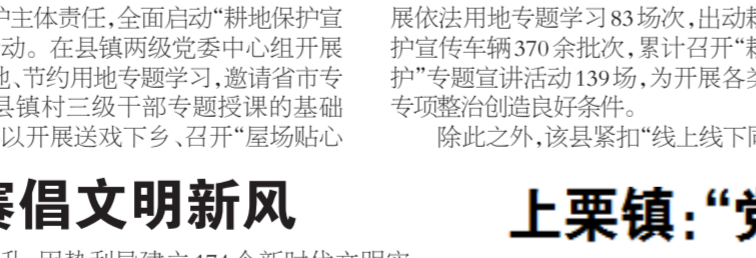 户主体责任,全面启动“耕地保护宣
动。在县镇两级党委中心组开展
、节约用地专题学习,邀请省市专
县镇村三级干部专题授课的基础
以开展送戏下乡、召开“屋场贴心
展依法用地专题学习83场次,出动
护宣传车辆370余批次,累计召开“
护”专题宣讲活动139场,为开展各
专项整治创造良好条件。
除此之外,该县紧扣“线上线下
倡文明新风
上栗镇:“